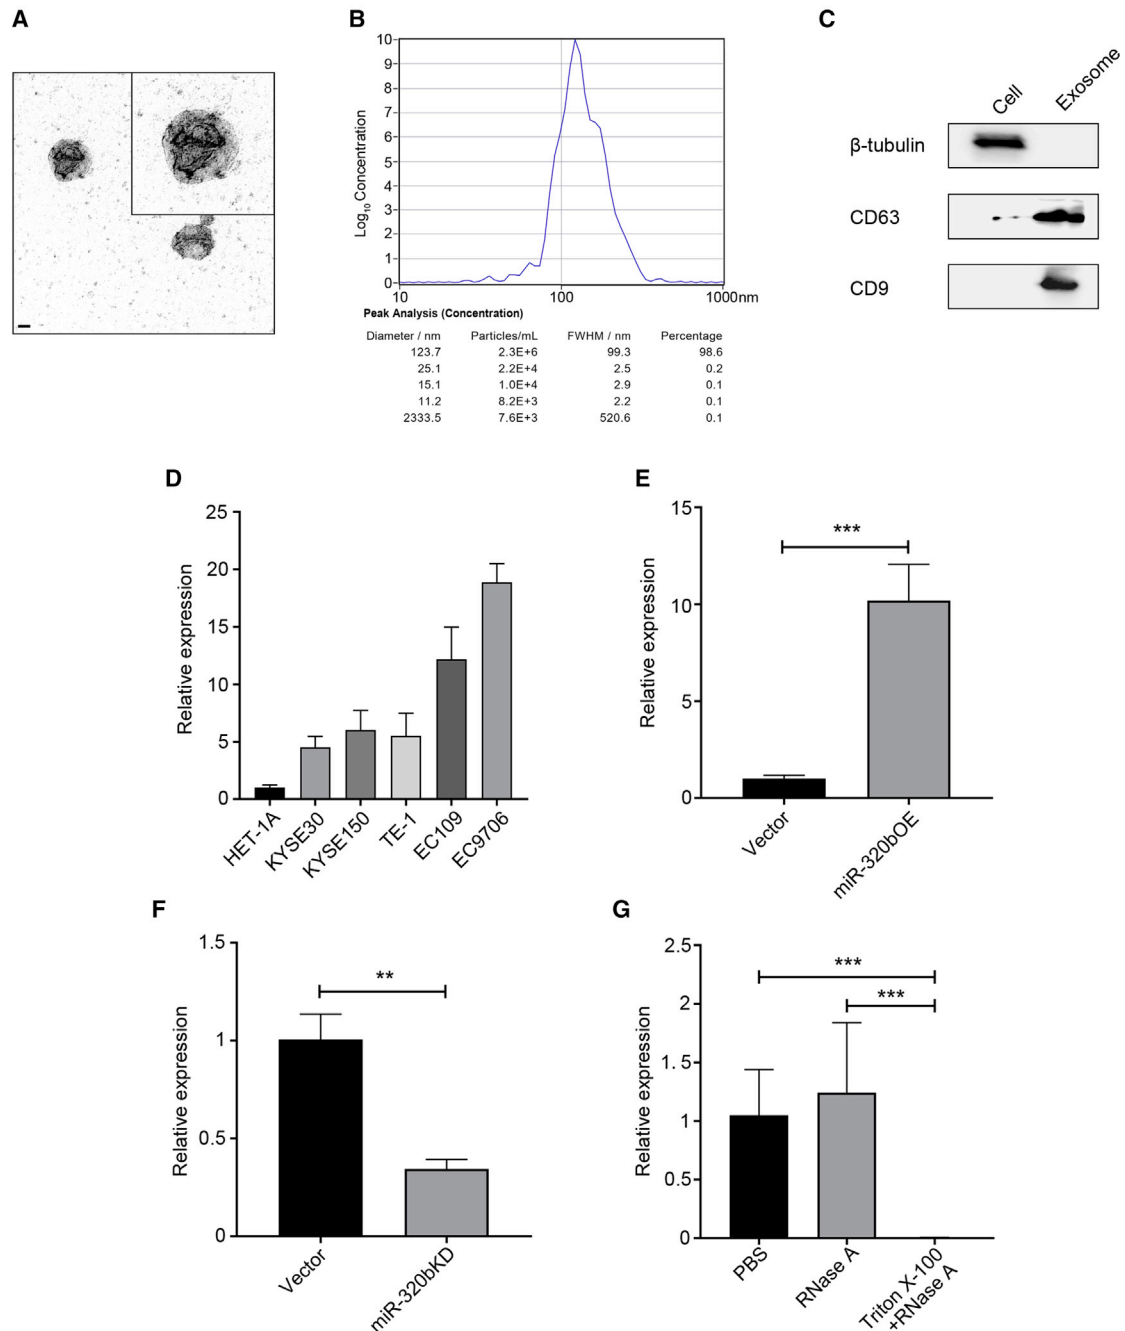 A
B
10
9
8
7
6
5
4
3
2
1
0
Log10 Concentration
10 100 1000nm
Peak Analysis (Concentration)
Diameter / nm Particles/mL FWHM / nm Percentage
123.7 2.3E+6 99.3 98.6
25.1 2.2E+4 2.5 0.2
15.1 1.0E+4 2.9 0.1
11.2 8.2E+3 2.2 0.1
2333.5 7.6E+3 520.6 0.1
C
Cell Exosome
β-tubulin
CD63
CD9
D
25
20
15
10
5
0
Relative expression
HET-1A KYSE30 KYSE150 TE-1 EC109 EC9706
E
15
10
5
0
Relative expression
***
Vector miR-320bOE
F
1.5
1
0.5
0
Relative expression
**
Vector miR-320bKD
G
2.5
2
1.5
1
0.5
0
Relative expression
***
***
PBS RNase A Triton X-100
+RNase A